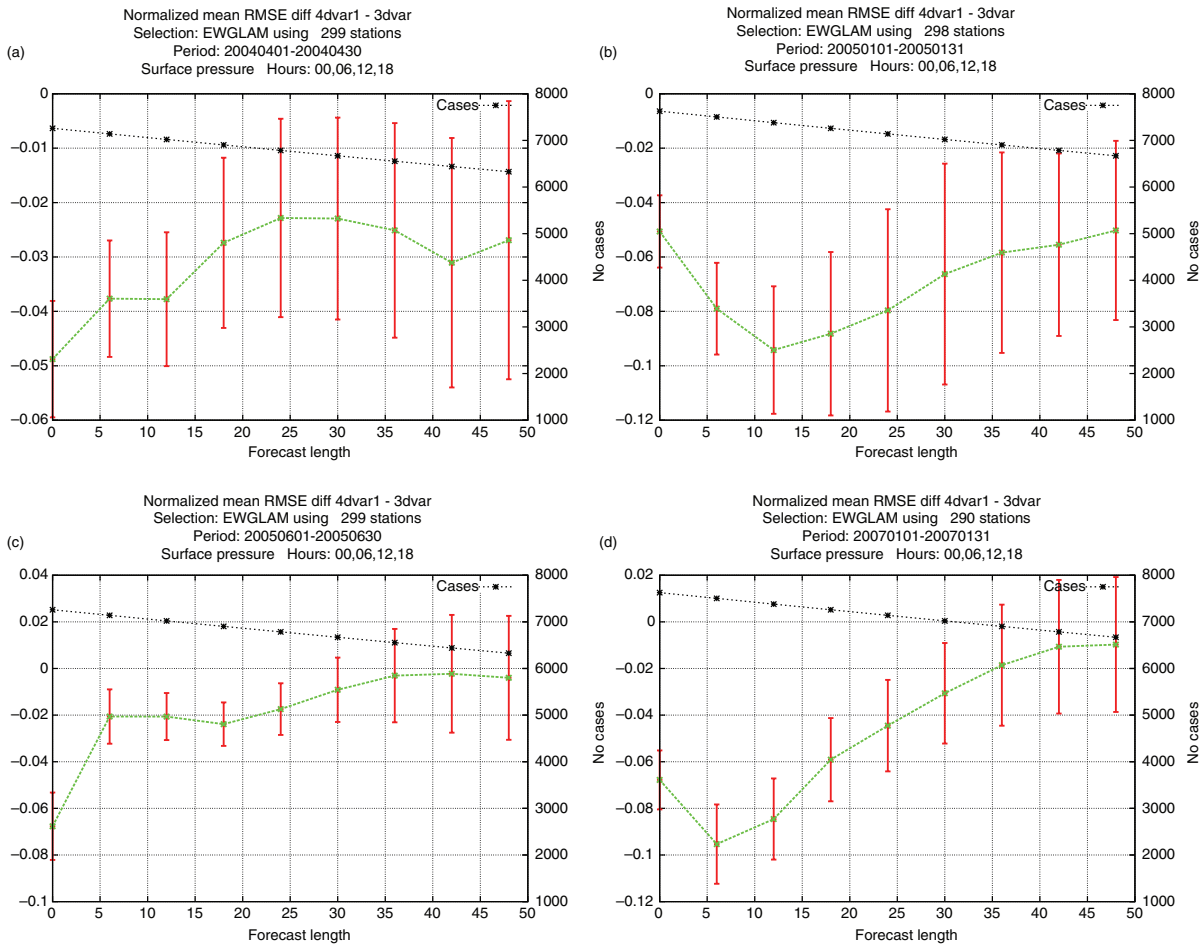 (a)
Normalized mean RMSE diff 4dvar1 - 3dvar
Selection: EWGLAM using 299 stations
Period: 20040401-20040430
Surface pressure Hours: 00,06,12,18
Cases
0
−0.01
−0.02
−0.03
−0.04
−0.05
−0.06
8000
7000
6000
5000
4000
3000
2000
1000
No cases
0 5 10 15 20 25 30 35 40 45 50
Forecast length
(b)
Normalized mean RMSE diff 4dvar1 - 3dvar
Selection: EWGLAM using 298 stations
Period: 20050101-20050131
Surface pressure Hours: 00,06,12,18
Cases
0
−0.02
−0.04
−0.06
−0.08
−0.1
−0.12
8000
7000
6000
5000
4000
3000
2000
1000
No cases
0 5 10 15 20 25 30 35 40 45 50
Forecast length
(c)
Normalized mean RMSE diff 4dvar1 - 3dvar
Selection: EWGLAM using 299 stations
Period: 20050601-20050630
Surface pressure Hours: 00,06,12,18
Cases
0.04
0.02
0
−0.02
−0.04
−0.06
−0.08
−0.1
8000
7000
6000
5000
4000
3000
2000
1000
No cases
0 5 10 15 20 25 30 35 40 45 50
Forecast length
(d)
Normalized mean RMSE diff 4dvar1 - 3dvar
Selection: EWGLAM using 290 stations
Period: 20070101-20070131
Surface pressure Hours: 00,06,12,18
Cases
0.02
0
−0.02
−0.04
−0.06
−0.08
−0.1
−0.12
8000
7000
6000
5000
4000
3000
2000
1000
No cases
0 5 10 15 20 25 30 35 40 45 50
Forecast length